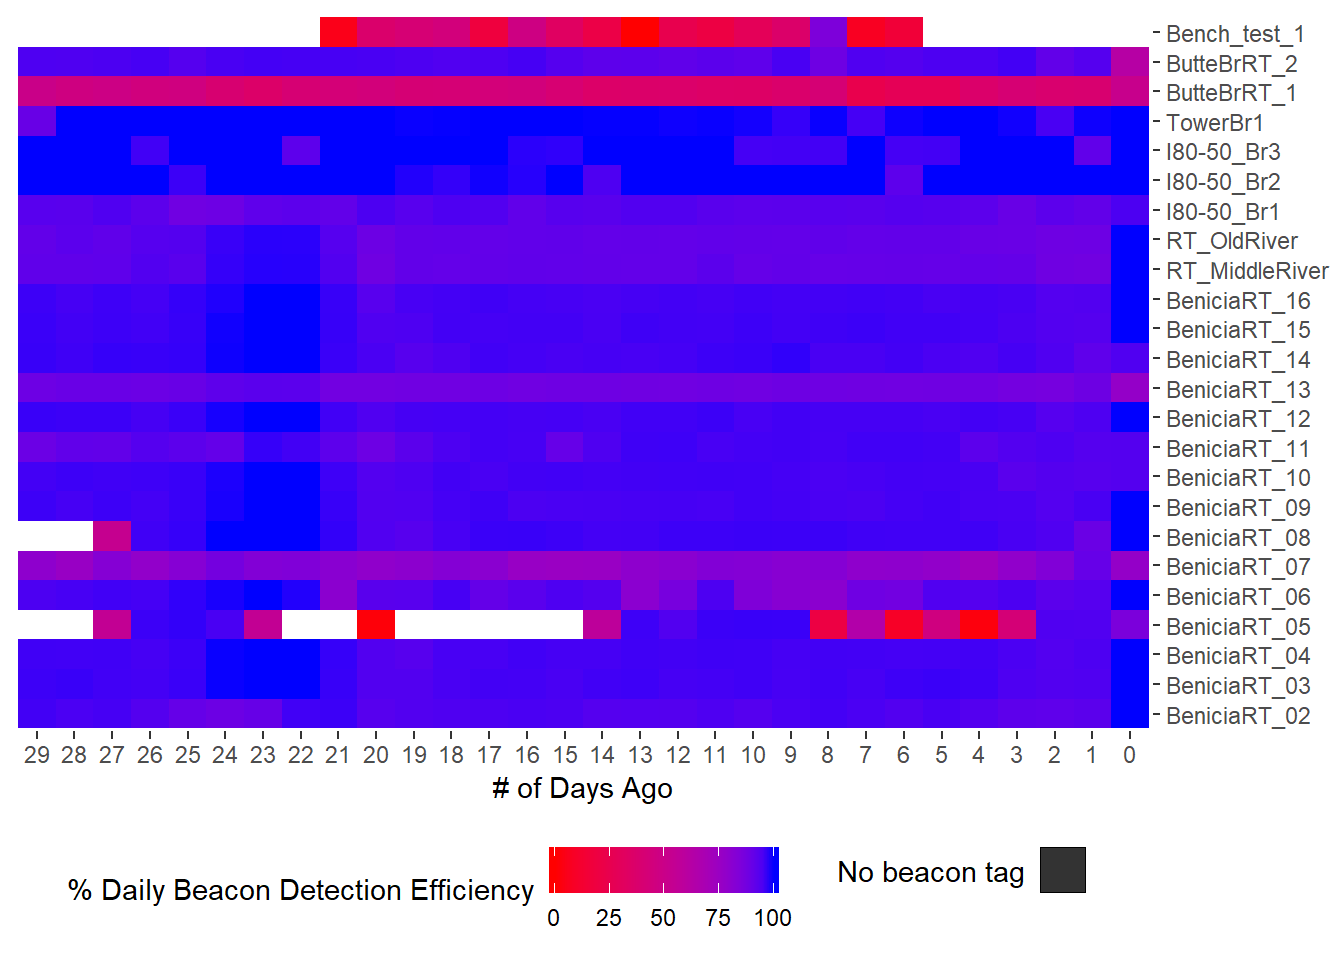 Bench_test_1
ButteBrRT_2
ButteBrRT_1
TowerBr1
I80-50_Br3
I80-50_Br2
I80-50_Br1
RT_OldRiver
RT_MiddleRiver
BeniciaRT_16
BeniciaRT_15
BeniciaRT_14
BeniciaRT_13
BeniciaRT_12
BeniciaRT_11
BeniciaRT_10
BeniciaRT_09
BeniciaRT_08
BeniciaRT_07
BeniciaRT_06
BeniciaRT_05
BeniciaRT_04
BeniciaRT_03
BeniciaRT_02
29 28 27 26 25 24 23 22 21 20 19 18 17 16 15 14 13 12 11 10 9 8 7 6 5 4 3 2 1 0
# of Days Ago
% Daily Beacon Detection Efficiency
0 25 50 75 100
No beacon tag